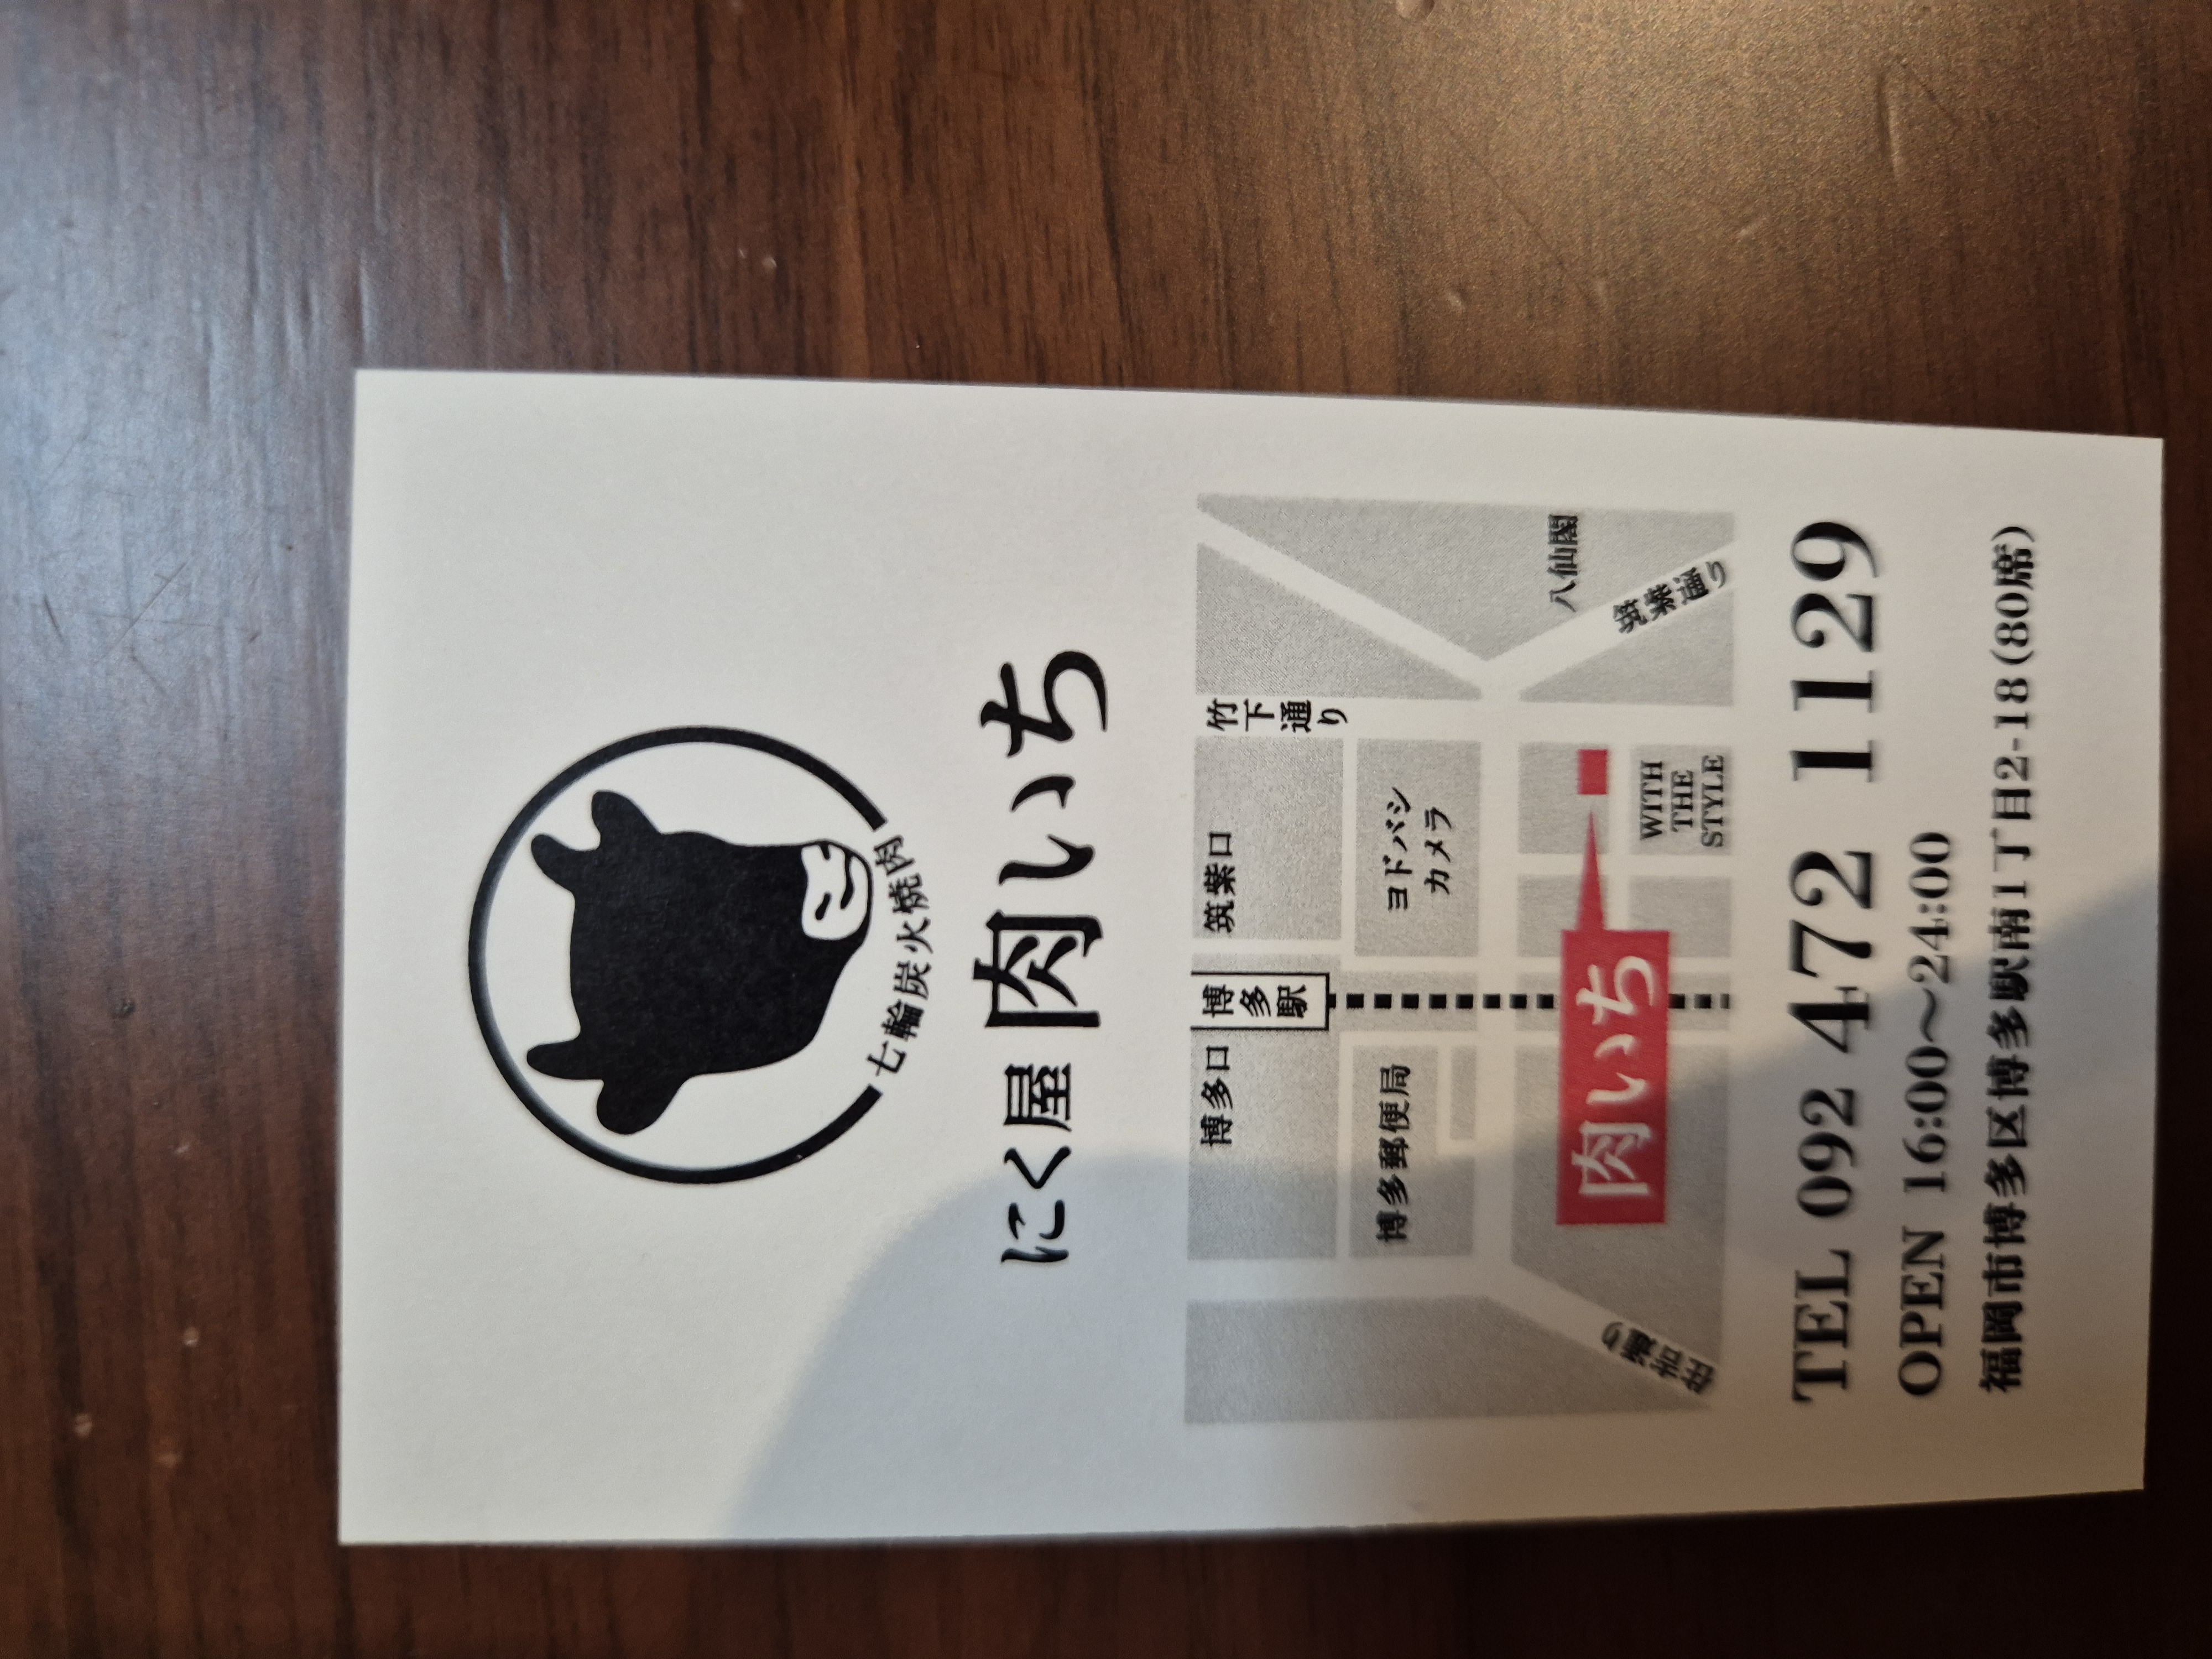 七輪炭火焼肉
にく屋 肉いち
博多口
博多駅
筑紫口
竹下通り
博多郵便局
ヨドバシ
カメラ
八仙閣
肉いち
住吉通り
WITH
THE
STYLE
筑紫通り
TEL 092 472 1129
OPEN 16:00〜24:00
福岡市博多区博多駅南1丁目2-18(80席)